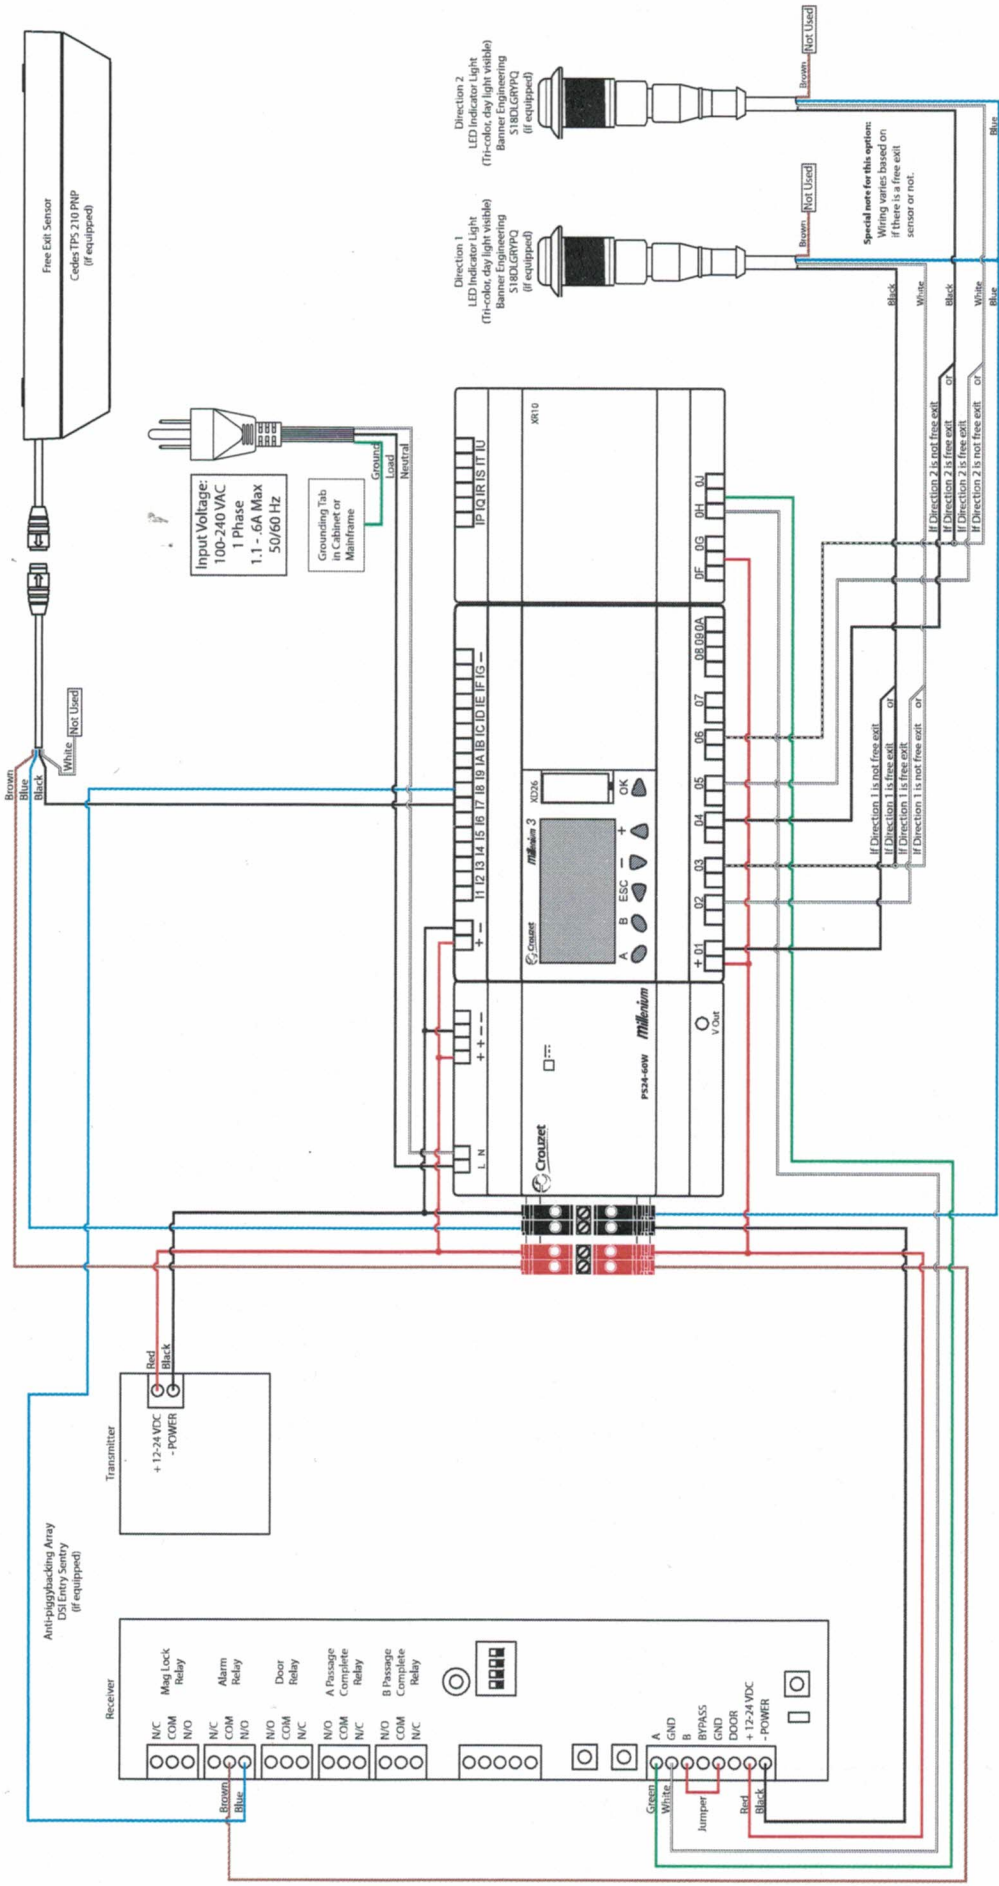 Free Exit Sensor
Cedes TPS 210 PNP
(if equipped)
Brown
Blue
Black
White
Not Used
Input Voltage:
100-240 VAC
1 Phase
1.1 - .6A Max
50/60 Hz
Grounding Tab
in Cabinet or
Mainframe
Ground
Load
Neutral
Direction 2
LED Indicator Light
(Tri-color, day light visible)
Banner Engineering
S18DLGRYPQ
(if equipped)
Brown
Not Used
Direction 1
LED Indicator Light
(Tri-color, day light visible)
Banner Engineering
S18DLGRYPQ
(if equipped)
Brown
Not Used
Special note for this option:
Wiring varies based on
if there is a free exit
sensor or not.
Black
White
Black
White
Blue
Blue
If Direction 2 is not free exit
or
If Direction 2 is free exit
If Direction 2 is free exit
If Direction 2 is not free exit
or
If Direction 1 is not free exit
or
If Direction 1 is free exit
If Direction 1 is free exit
If Direction 1 is not free exit
or
L N
+ + - -
+ -
I1 I2 I3 I4 I5 I6 I7 I8 I9 IA IB IC ID IE IF IG -
IP IQ IR IS IT IU
Crouzet
PS24-60W
Millenium
V Out
Crouzet
Millenium 3
XD26
A B ESC - + OK
XR10
+ 01 02 03 04 05 06 07 08 09 0A
0F 0G 0H 0J
Transmitter
+ 12-24 VDC
- POWER
Red
Black
Anti-piggybacking Array
DSI Entry Sentry
(if equipped)
Receiver
N/C
COM
N/O
Mag Lock
Relay
N/C
COM
N/O
Alarm
Relay
Brown
Blue
N/O
COM
N/C
Door
Relay
N/O
COM
N/C
A Passage
Complete
Relay
N/O
COM
N/C
B Passage
Complete
Relay
A
GND
B
BYPASS
GND
DOOR
+ 12-24 VDC
- POWER
Green
White
Jumper
Red
Black